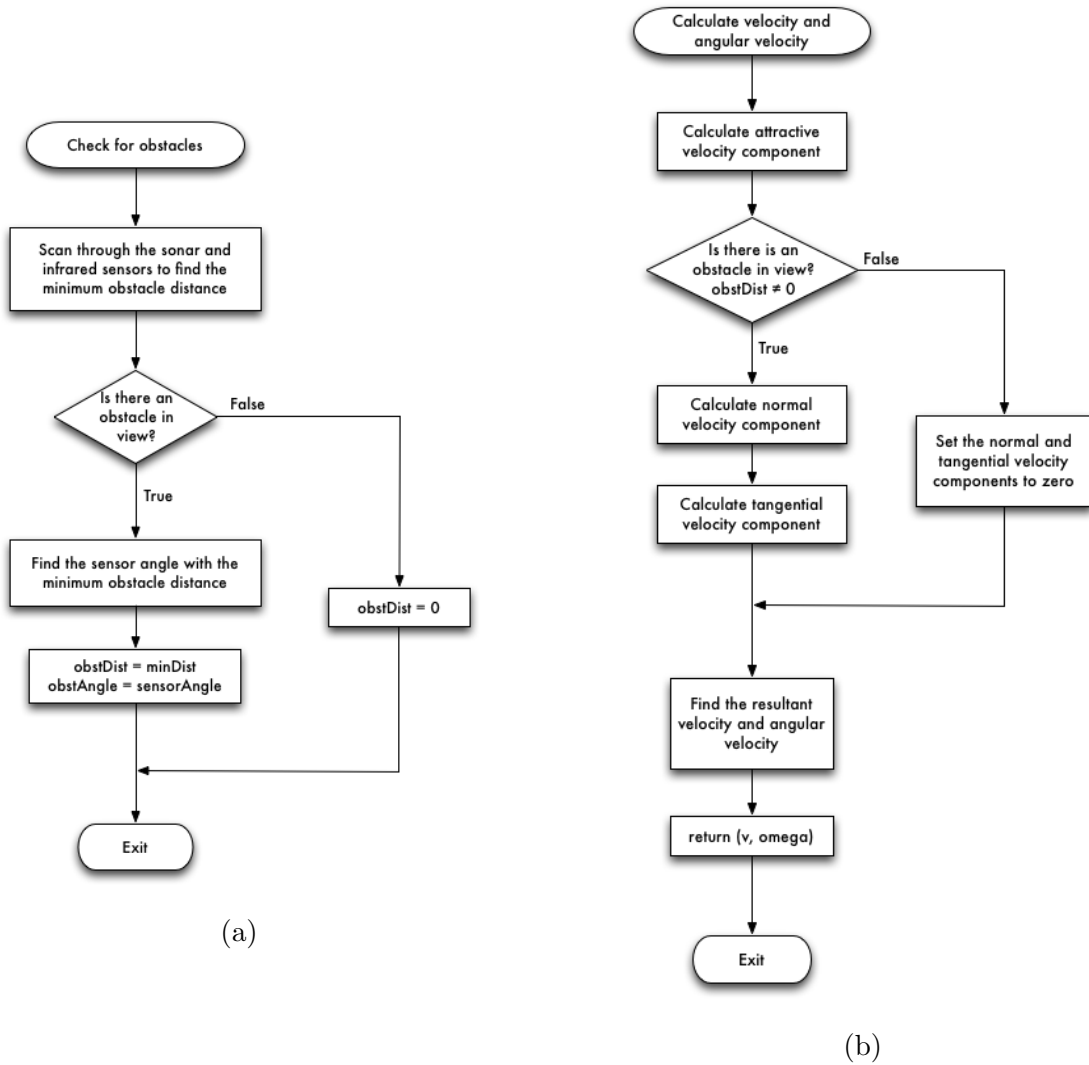 Check for obstacles
Scan through the sonar and
infrared sensors to find the
minimum obstacle distance
Is there an
obstacle in
view?
False
True
Find the sensor angle with the
minimum obstacle distance
obstDist = 0
obstDist = minDist
obstAngle = sensorAngle
Exit
(a)
Calculate velocity and
angular velocity
Calculate attractive
velocity component
Is there is an
obstacle in view?
obstDist ≠ 0
False
True
Calculate normal
velocity component
Set the normal and
tangential velocity
components to zero
Calculate tangential
velocity component
Find the resultant
velocity and angular
velocity
return (v, omega)
Exit
(b)